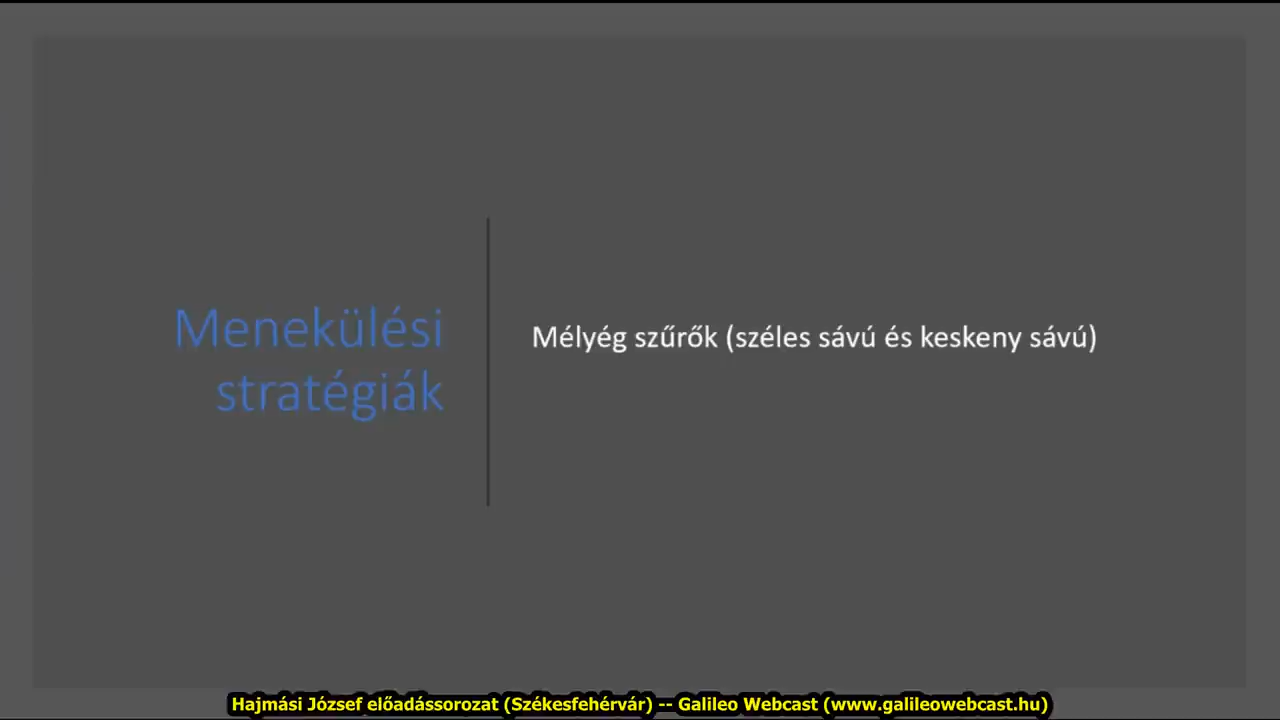 Menekülési
stratégiák
Mélyég szűrők (széles sávú és keskeny sávú)
Hajmási József előadássorozat (Székesfehérvár) -- Galileo Webcast (www.galileowebcast.hu)